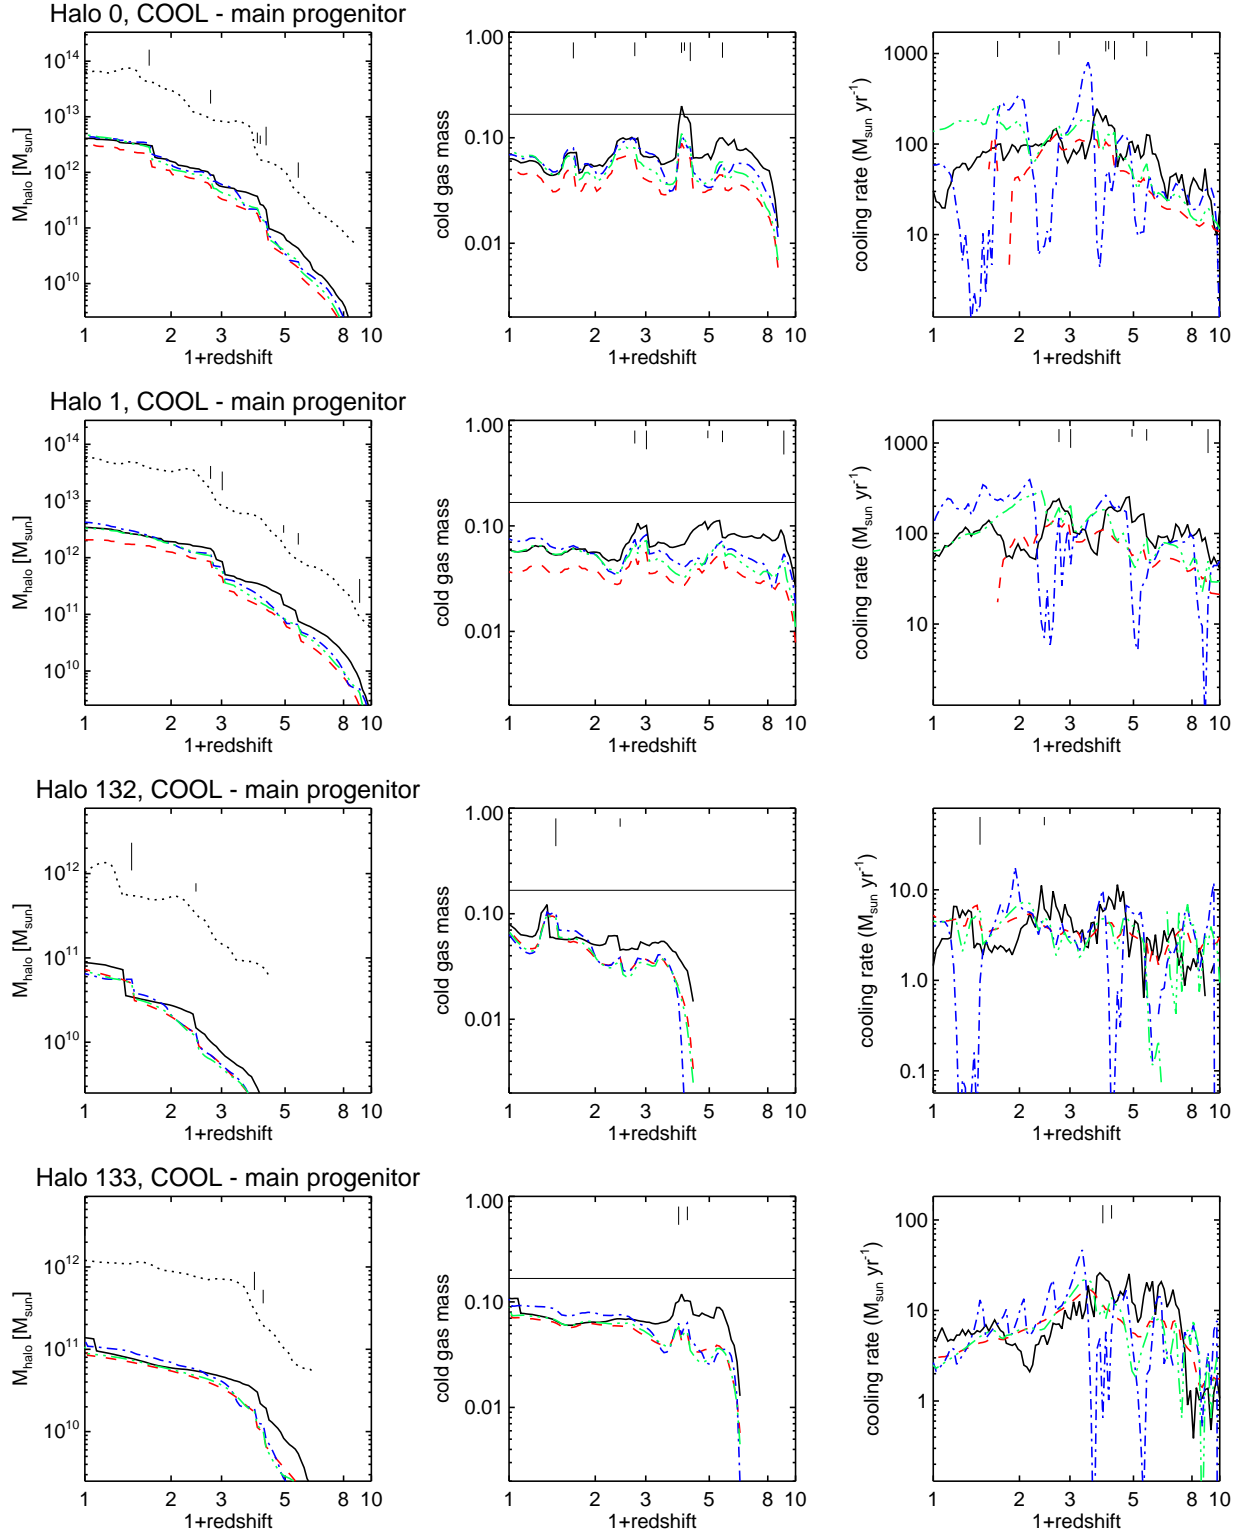 Halo 0, COOL - main progenitor
M_halo [M_sun]
10^14
10^13
10^12
10^11
10^10
1 2 3 5 8 10
1+redshift
cold gas mass
1.00
0.10
0.01
1 2 3 5 8 10
1+redshift
cooling rate (M_sun yr^-1)
1000
100
10
1 2 3 5 8 10
1+redshift
Halo 1, COOL - main progenitor
M_halo [M_sun]
10^14
10^13
10^12
10^11
10^10
1 2 3 5 8 10
1+redshift
cold gas mass
1.00
0.10
0.01
1 2 3 5 8 10
1+redshift
cooling rate (M_sun yr^-1)
1000
100
10
1 2 3 5 8 10
1+redshift
Halo 132, COOL - main progenitor
M_halo [M_sun]
10^12
10^11
10^10
1 2 3 5 8 10
1+redshift
cold gas mass
1.00
0.10
0.01
1 2 3 5 8 10
1+redshift
cooling rate (M_sun yr^-1)
10.0
1.0
0.1
1 2 3 5 8 10
1+redshift
Halo 133, COOL - main progenitor
M_halo [M_sun]
10^12
10^11
10^10
1 2 3 5 8 10
1+redshift
cold gas mass
1.00
0.10
0.01
1 2 3 5 8 10
1+redshift
cooling rate (M_sun yr^-1)
100
10
1
1 2 3 5 8 10
1+redshift